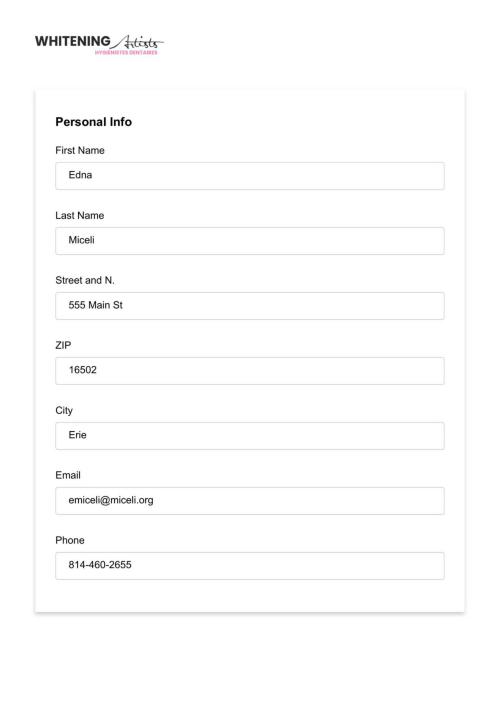 WHITENING Artists
HYGIÉNISTES DENTAIRES
Personal Info
First Name
Edna
Last Name
Miceli
Street and N.
555 Main St
ZIP
16502
City
Erie
Email
emiceli@miceli.org
Phone
814-460-2655